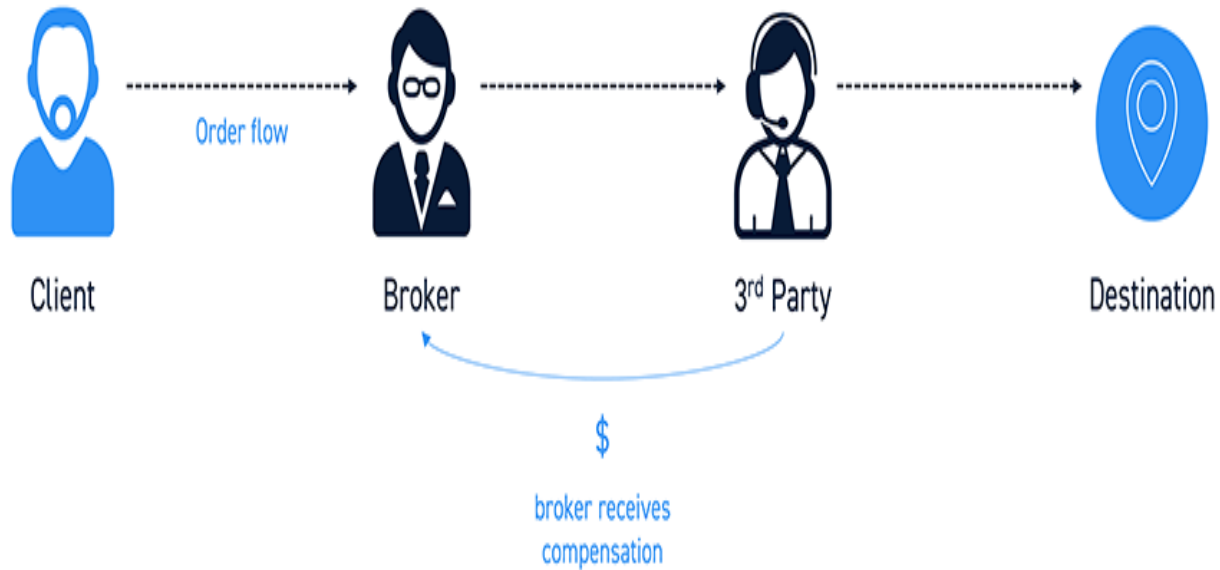 Order flow
Client
Broker
3rd Party
Destination
$
broker receives
compensation